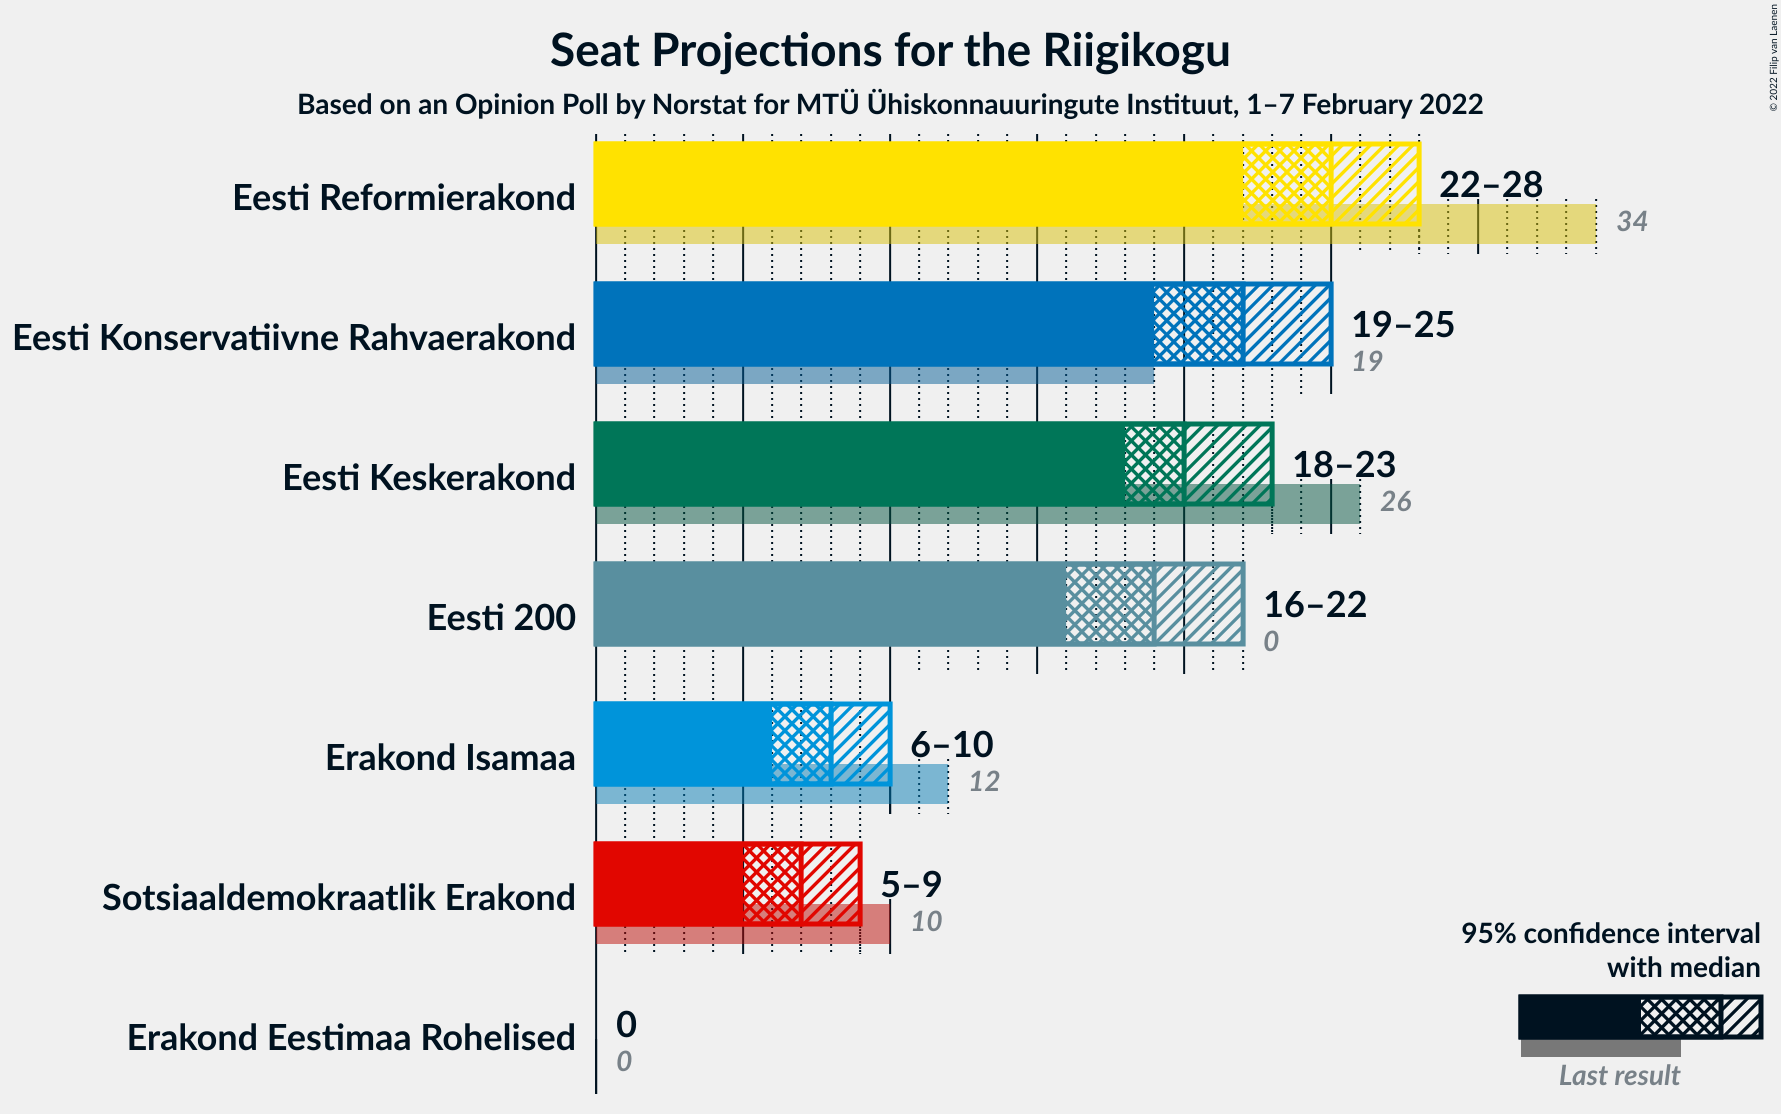 Seat Projections for the Riigikogu
Based on an Opinion Poll by Norstat for MTÜ Ühiskonnauuringute Instituut, 1–7 February 2022
© 2022 Filip van Laenen
Eesti Reformierakond
22–28
34
Eesti Konservatiivne Rahvaerakond
19–25
19
Eesti Keskerakond
18–23
26
Eesti 200
16–22
0
Erakond Isamaa
6–10
12
Sotsiaaldemokraatlik Erakond
5–9
10
Erakond Eestimaa Rohelised
0
0
95% confidence interval
with median
Last result